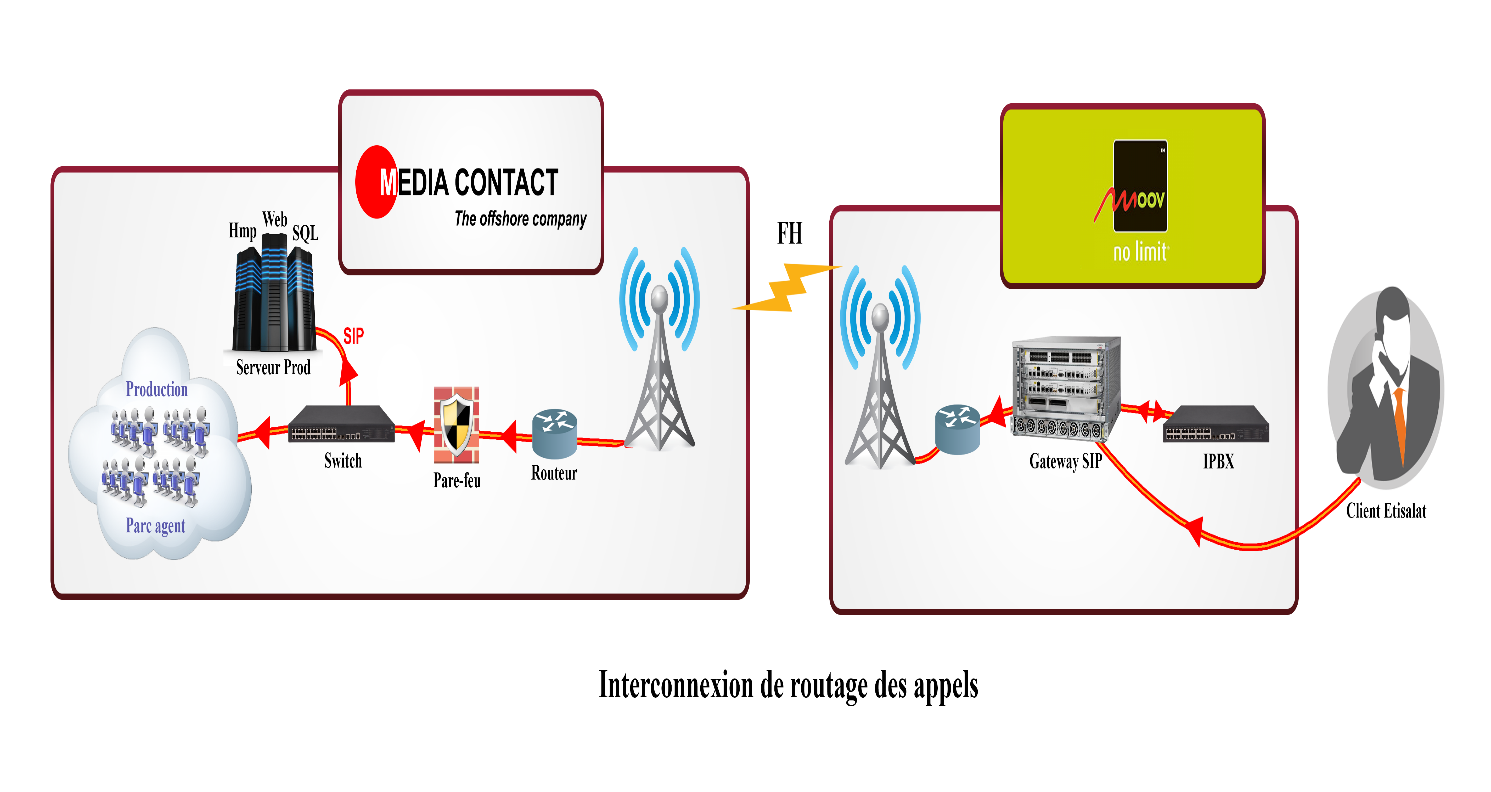 MEDIA CONTACT
The offshore company
Hmp
Web
SQL
SIP
Serveur Prod
Production
Parc agent
Switch
Pare-feu
Routeur
FH
moov
no limit
Gateway SIP
IPBX
Client Etisalat
Interconnexion de routage des appels